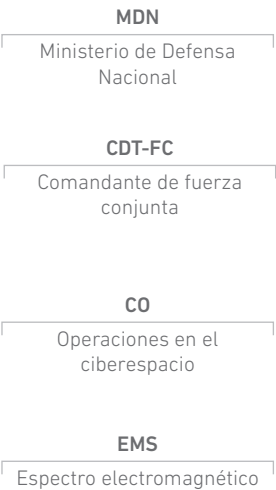 MDN
Ministerio de Defensa
Nacional
CDT-FC
Comandante de fuerza
conjunta
CO
Operaciones en el
ciberespacio
EMS
Espectro electromagnético